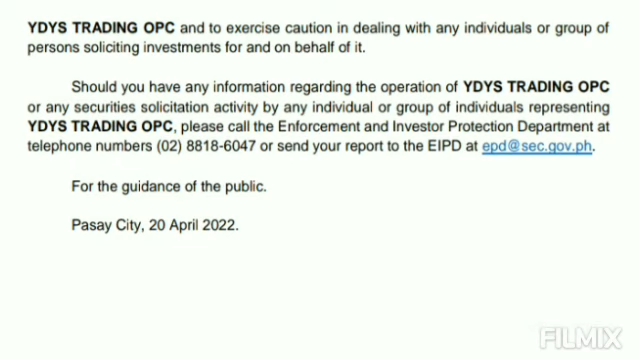 YDYS TRADING OPC and to exercise caution in dealing with any individuals or group of
persons soliciting investments for and on behalf of it.
Should you have any information regarding the operation of YDYS TRADING OPC
or any securities solicitation activity by any individual or group of individuals representing
YDYS TRADING OPC, please call the Enforcement and Investor Protection Department at
telephone numbers (02) 8818-6047 or send your report to the EIPD at epd@sec.gov.ph.
For the guidance of the public.
Pasay City, 20 April 2022.
FILMIX